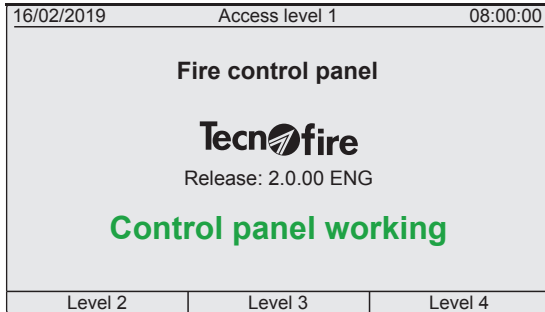 16/02/2019 Access level 1 08:00:00
Fire control panel
Tecnofire
Release: 2.0.00 ENG
Control panel working
Level 2 Level 3 Level 4